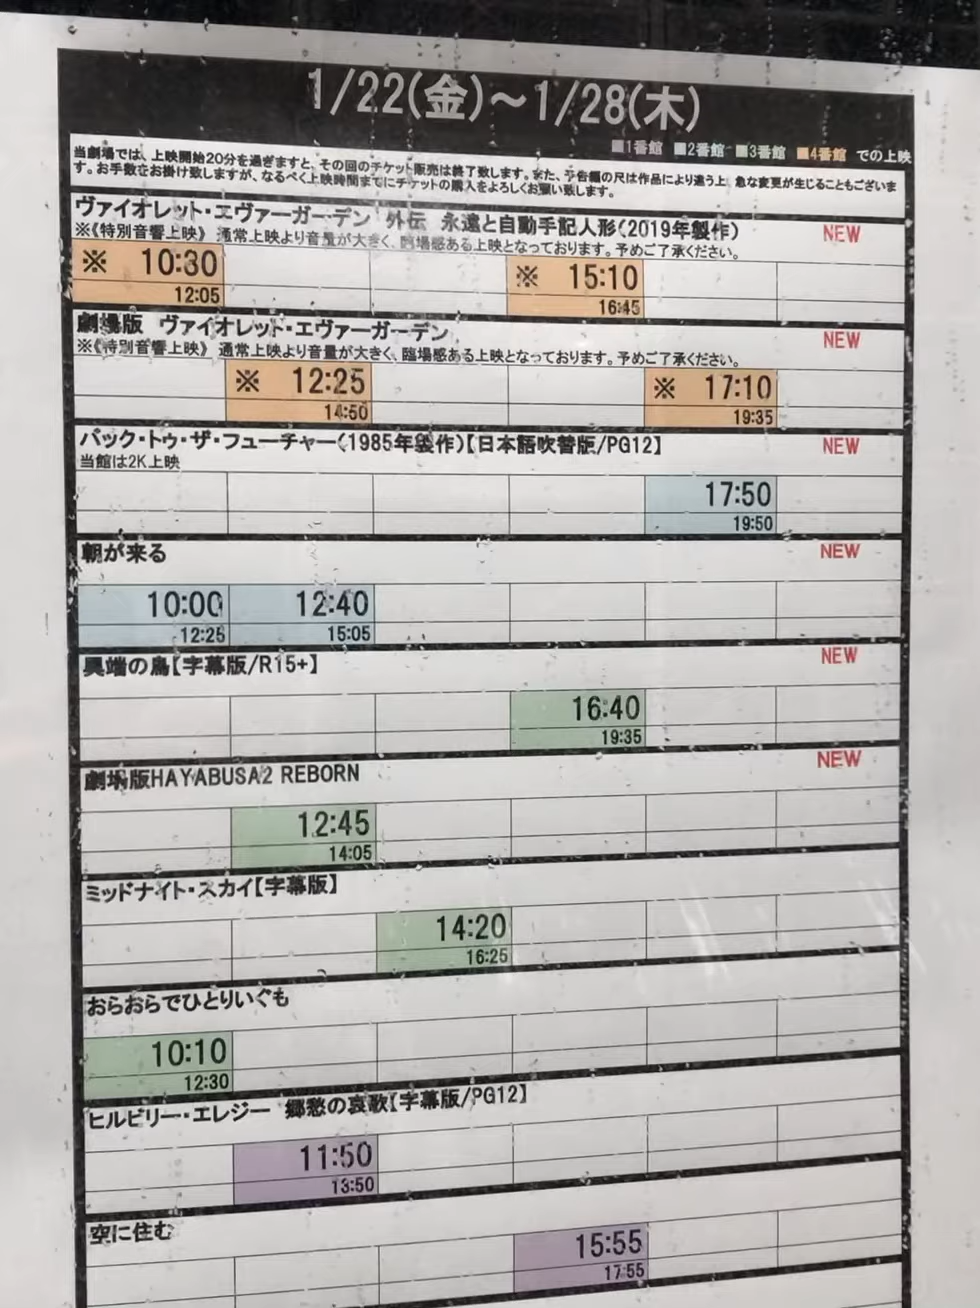 1/22(金)～1/28(木)
■1番館 ■2番館 ■3番館 ■4番館 での上映
当劇場では、上映開始20分を過ぎますと、その回のチケット販売は終了致します。また、予告編の尺は作品により違う上、急な変更が生じることもございま
す。お手数をお掛け致しますが、なるべく上映時間までにチケットの購入をよろしくお願い致します。
ヴァイオレット・エヴァーガーデン 外伝 永遠と自動手記人形(2019年製作) NEW
※《特別音響上映》 通常上映より音量が大きく、臨場感ある上映となっております。予めご了承ください。
※ 10:30 ※ 15:10
12:05 16:45
劇場版 ヴァイオレット・エヴァーガーデン NEW
※《特別音響上映》 通常上映より音量が大きく、臨場感ある上映となっております。予めご了承ください。
※ 12:25 ※ 17:10
14:50 19:35
バック・トゥ・ザ・フューチャー(1985年製作)【日本語吹替版/PG12】 NEW
当館は2K上映
17:50
19:50
朝が来る NEW
10:00 12:40
12:25 15:05
異端の鳥【字幕版/R15+】 NEW
16:40
19:35
劇場版HAYABUSA2 REBORN NEW
12:45
14:05
ミッドナイト・スカイ【字幕版】
14:20
16:25
おらおらでひとりいぐも
10:10
12:30
ヒルビリー・エレジー 郷愁の哀歌【字幕版/PG12】
11:50
13:50
空に住む
15:55
17:55